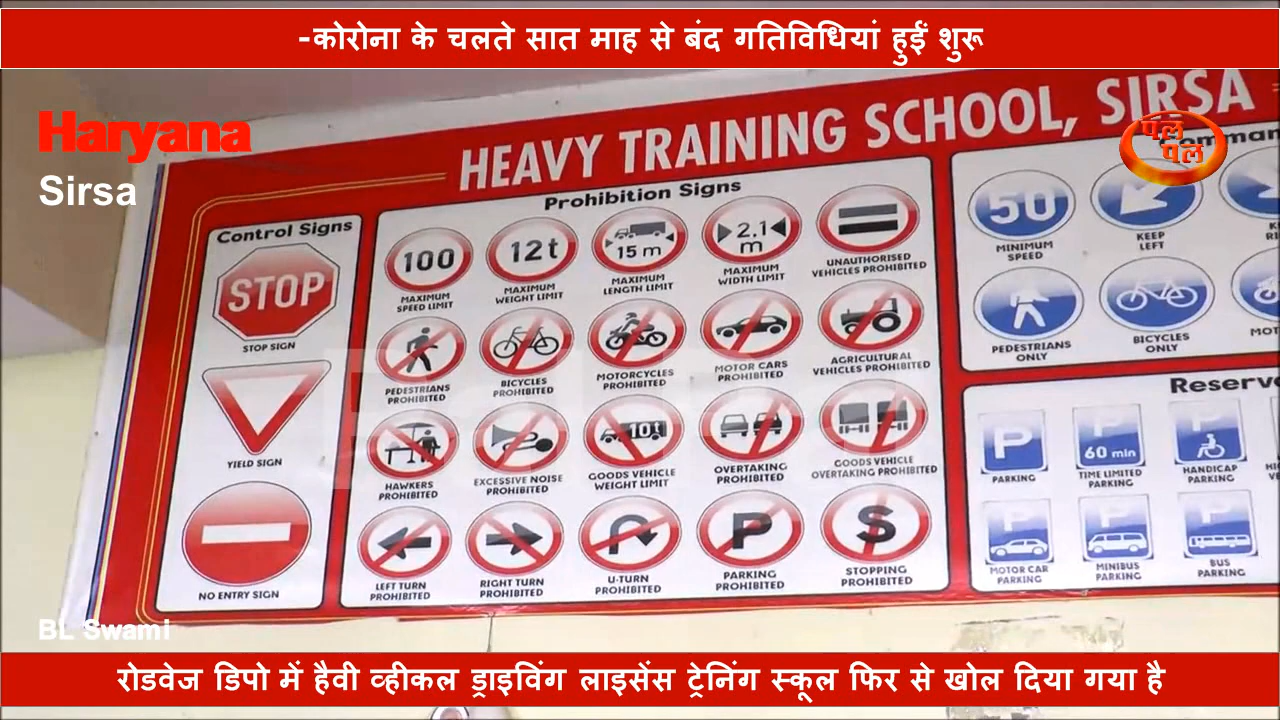 -कोरोना के चलते सात माह से बंद गतिविधियां हुईं शुरू
Haryana
Sirsa
पल
पल
HEAVY TRAINING SCHOOL, SIRSA
Control Signs
STOP
STOP SIGN
YIELD SIGN
NO ENTRY SIGN
Prohibition Signs
100
12t
15 m
2.1
m
MAXIMUM
SPEED LIMIT
MAXIMUM
WEIGHT LIMIT
MAXIMUM
LENGTH LIMIT
MAXIMUM
WIDTH LIMIT
UNAUTHORISED
VEHICLES PROHIBITED
PEDESTRIANS
PROHIBITED
BICYCLES
PROHIBITED
MOTORCYCLES
PROHIBITED
MOTOR CARS
PROHIBITED
AGRICULTURAL
VEHICLES PROHIBITED
10t
HAWKERS
PROHIBITED
EXCESSIVE NOISE
PROHIBITED
GOODS VEHICLE
WEIGHT LIMIT
OVERTAKING
PROHIBITED
GOODS VEHICLE
OVERTAKING PROHIBITED
P
S
LEFT TURN
PROHIBITED
RIGHT TURN
PROHIBITED
U-TURN
PROHIBITED
PARKING
PROHIBITED
STOPPING
PROHIBITED
50
MINIMUM
SPEED
KEEP
LEFT
PEDESTRIANS
ONLY
BICYCLES
ONLY
P
P
60 min
P
PARKING
TIME LIMITED
PARKING
HANDICAP
PARKING
P
P
P
MOTOR CAR
PARKING
MINIBUS
PARKING
BUS
PARKING
BL Swami
रोडवेज डिपो में हैवी व्हीकल ड्राइविंग लाइसेंस ट्रेनिंग स्कूल फिर से खोल दिया गया है